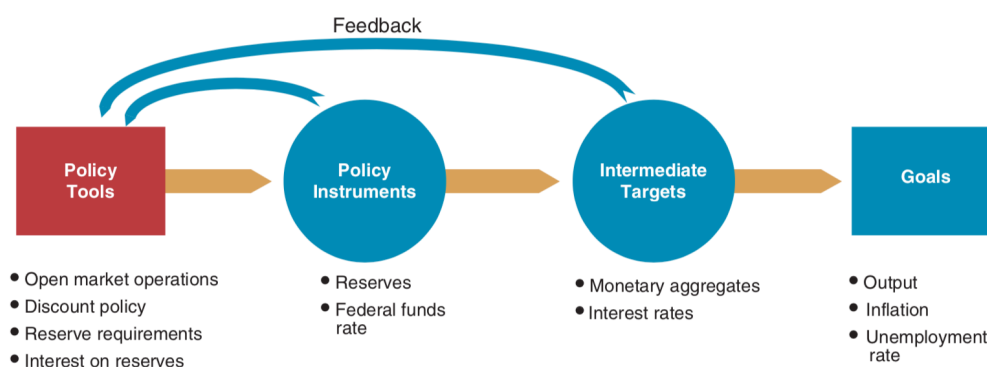 Feedback
Policy
Tools
Policy
Instruments
Intermediate
Targets
Goals
• Open market operations
• Discount policy
• Reserve requirements
• Interest on reserves
• Reserves
• Federal funds
rate
• Monetary aggregates
• Interest rates
• Output
• Inflation
• Unemployment
rate